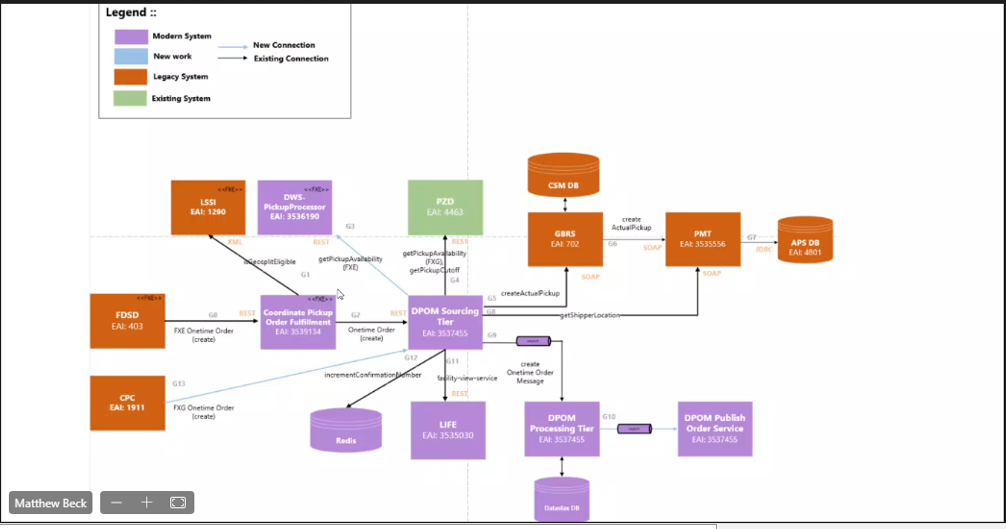 Legend ::
Modern System
New work
New Connection
Existing Connection
Legacy System
Existing System
<<FXE>>
LSSI
EAI: 1290
<<FXE>>
DWS-
PickupProcessor
EAI: 3536190
PZD
EAI: 4463
CSM DB
GBRS
EAI: 702
create
ActualPickup
G6
SOAP
PMT
EAI: 3535556
G7
JDBC
APS DB
EAI: 4801
XML
REST
G3
REST
isGeosplitEligible
G1
getPickupAvailability
(FXE)
getPickupAvailability
(FXG),
getPickupCutoff
G4
SOAP
SOAP
<<FXE>>
FDSD
EAI: 403
G0
REST
FXE Onetime Order
(create)
<<FXE>>
Coordinate Pickup
Order Fulfillment
EAI: 3539134
G2
REST
Onetime Order
(create)
DPOM Sourcing
Tier
EAI: 3537455
G5
createActualPickup
G8
getShipperLocation
G9
create
Onetime Order
Message
G12
G11
incrementConfirmationNumber
facility-view-service
REST
CPC
EAI: 1911
G13
FXG Onetime Order
(create)
Redis
LIFE
EAI: 3535030
DPOM
Processing Tier
EAI: 3537455
G10
DPOM Publish
Order Service
EAI: 3537455
Datastax DB
Matthew Beck